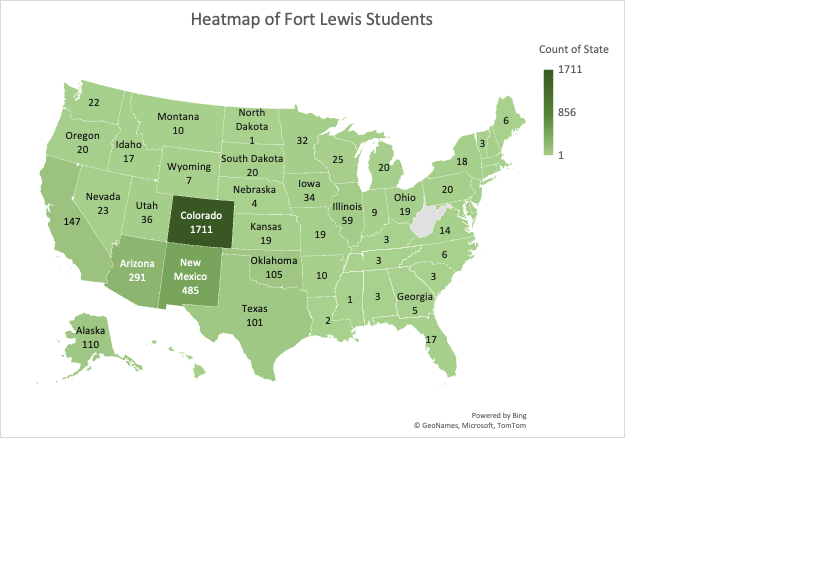 Heatmap of Fort Lewis Students
Count of State
1711
856
1
22
Oregon
20
Idaho
17
Montana
10
North
Dakota
1
32
25
20
18
3
6
South Dakota
20
Wyoming
7
Nebraska
4
Iowa
34
Illinois
59
9
Ohio
19
20
14
Nevada
23
Utah
36
Colorado
1711
Kansas
19
19
3
147
Arizona
291
New
Mexico
485
Oklahoma
105
10
3
6
3
Texas
101
2
1
3
Georgia
5
17
Alaska
110
Powered by Bing
© GeoNames, Microsoft, TomTom